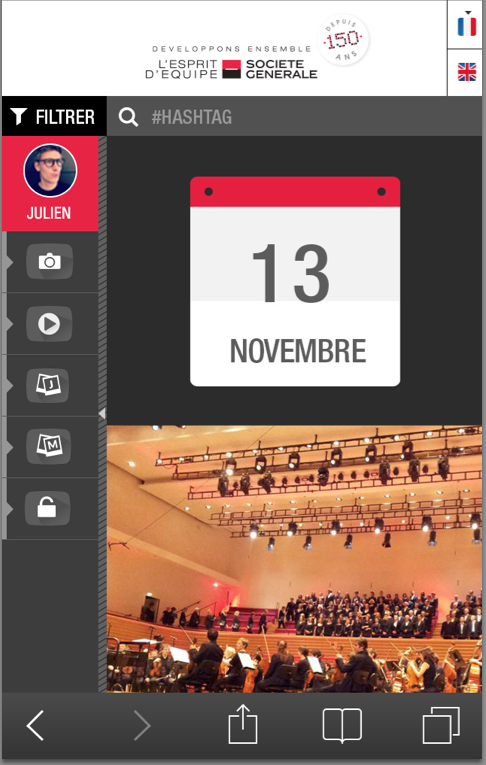 DEPUIS
150
ANS
DEVELOPPONS ENSEMBLE
L'ESPRIT
D'EQUIPE
SOCIETE
GENERALE
FILTRER
#HASHTAG
JULIEN
13
NOVEMBRE
J
M